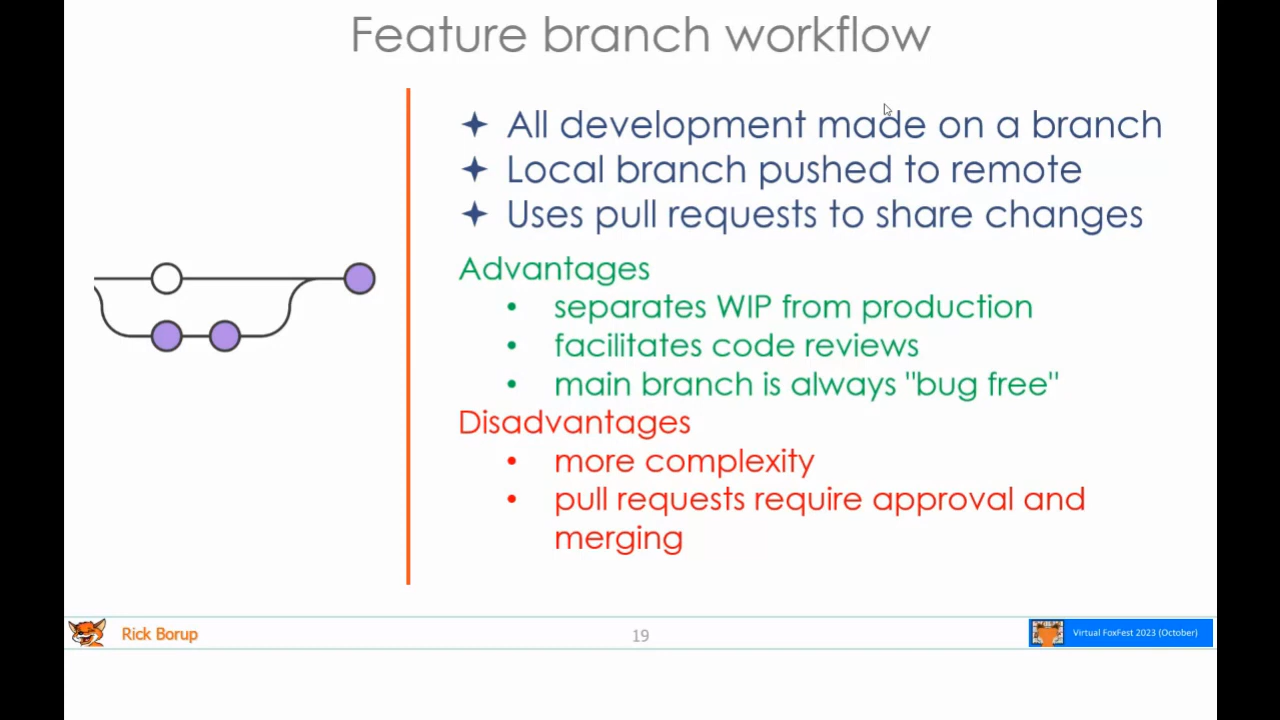 Feature branch workflow
All development made on a branch
Local branch pushed to remote
Uses pull requests to share changes
Advantages
• separates WIP from production
• facilitates code reviews
• main branch is always "bug free"
Disadvantages
• more complexity
• pull requests require approval and
merging
Rick Borup
19
Virtual FoxFest 2023 (October)